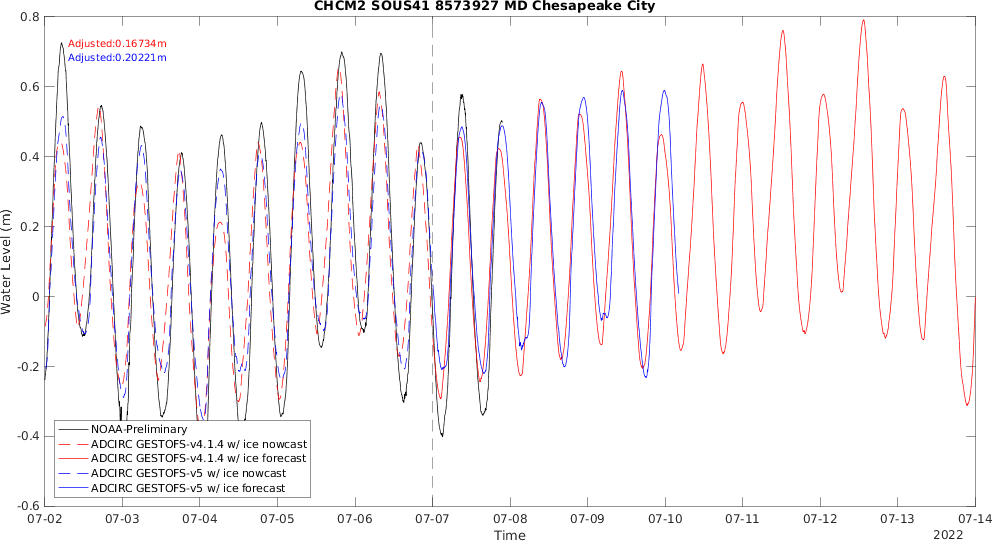 CHCM2 SOUS41 8573927 MD Chesapeake City
0.8
0.6
0.4
0.2
0
-0.2
-0.4
-0.6
Water Level (m)
Adjusted:0.16734m
Adjusted:0.20221m
NOAA-Preliminary
ADCIRC GESTOFS-v4.1.4 w/ ice nowcast
ADCIRC GESTOFS-v4.1.4 w/ ice forecast
ADCIRC GESTOFS-v5 w/ ice nowcast
ADCIRC GESTOFS-v5 w/ ice forecast
07-02 07-03 07-04 07-05 07-06 07-07 07-08 07-09 07-10 07-11 07-12 07-13 07-14
Time
2022